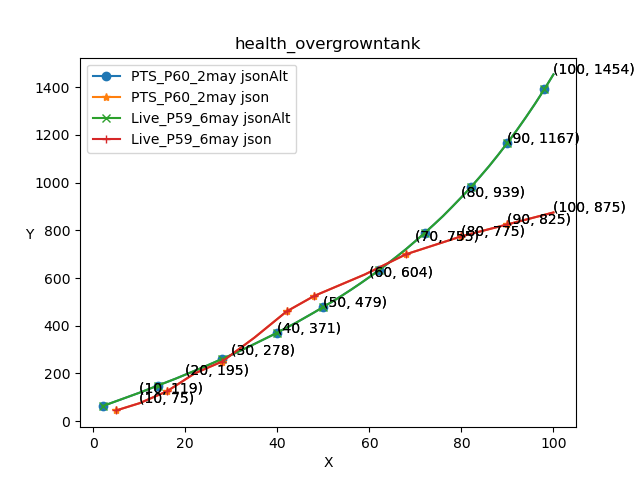 health_overgrowntank
PTS_P60_2may jsonAlt
PTS_P60_2may json
Live_P59_6may jsonAlt
Live_P59_6may json
(100, 1454)
(90, 1167)
(80, 939)
(100, 875)
(90, 825)
(70, 755)
(80, 775)
(60, 604)
(50, 479)
(40, 371)
(30, 278)
(20, 195)
(10, 119)
(10, 75)
Y
1400
1200
1000
800
600
400
200
0
0 20 40 60 80 100
X